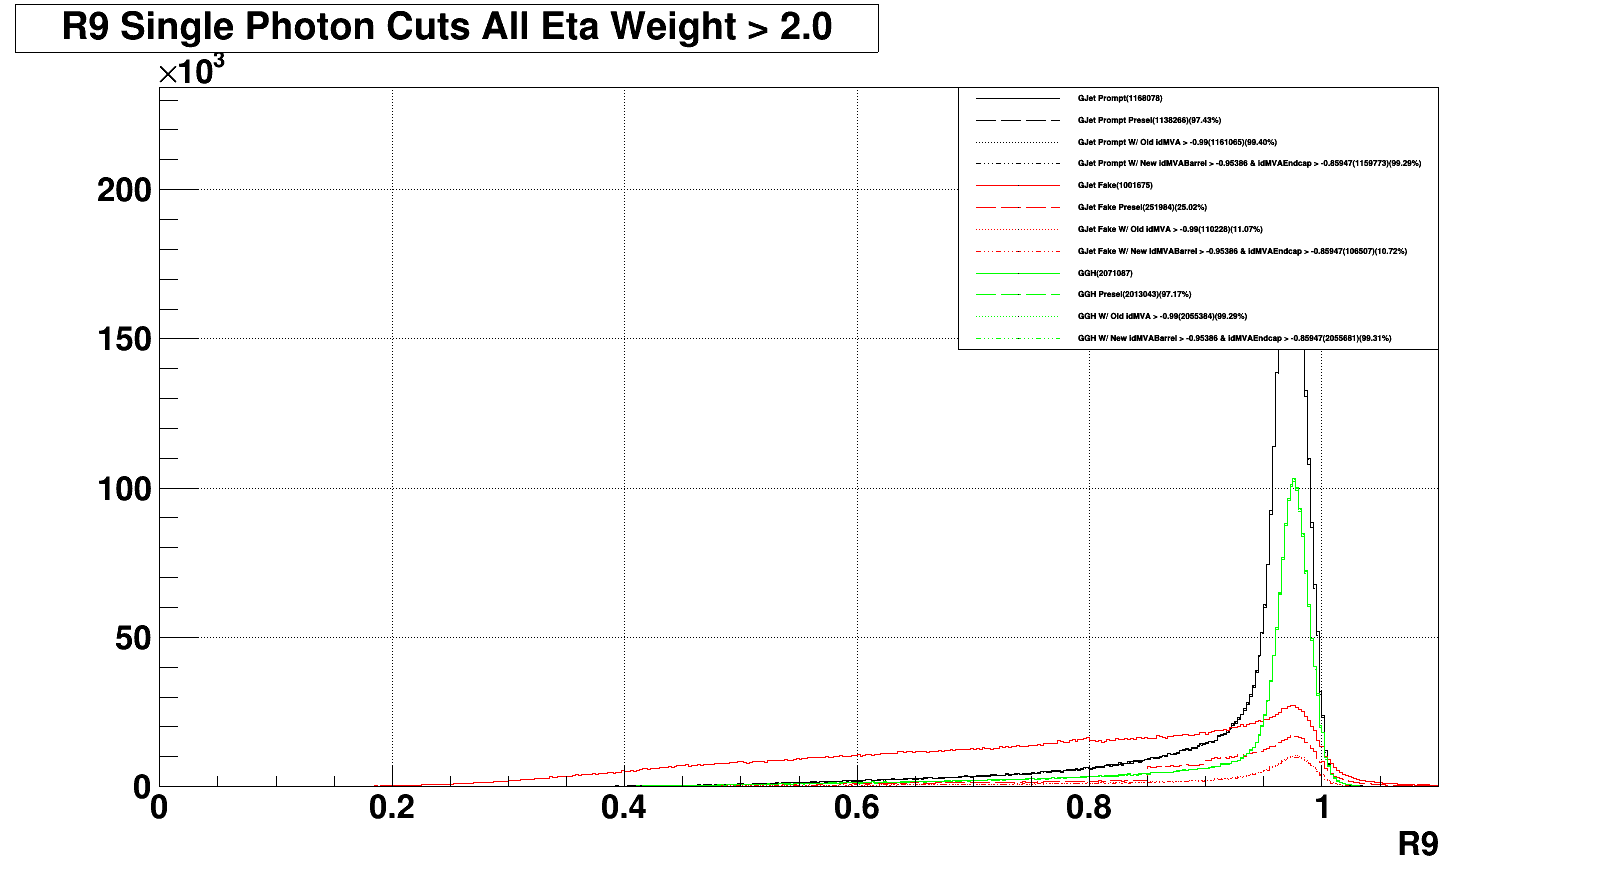 R9 Single Photon Cuts All Eta Weight > 2.0
×10³
GJet Prompt(1168078)
GJet Prompt Presel(1138266)(97.43%)
GJet Prompt W/ Old idMVA > -0.99(1161065)(99.40%)
GJet Prompt W/ New idMVABarrel > -0.95386 & idMVAEndcap > -0.85947(1159773)(99.29%)
GJet Fake(1001675)
GJet Fake Presel(251984)(25.02%)
GJet Fake W/ Old idMVA > -0.99(110228)(11.07%)
GJet Fake W/ New idMVABarrel > -0.95386 & idMVAEndcap > -0.85947(106507)(10.72%)
GGH(2071087)
GGH Presel(2013043)(97.17%)
GGH W/ Old idMVA > -0.99(2055384)(99.29%)
GGH W/ New idMVABarrel > -0.95386 & idMVAEndcap > -0.85947(2055681)(99.31%)
200
150
100
50
0
0 0.2 0.4 0.6 0.8 1
R9